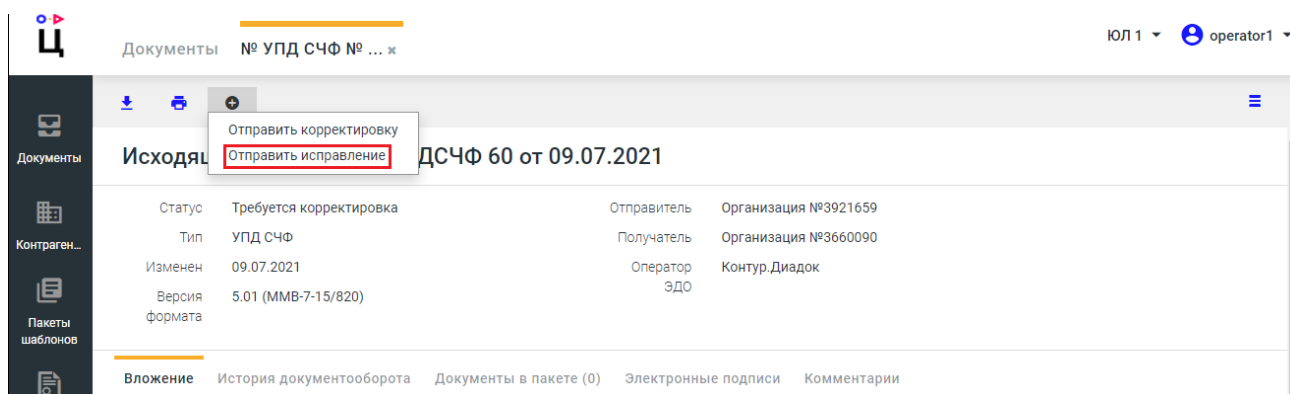 Ц
Документы № УПД СЧФ № ... × ЮЛ 1 operator1
Отправить корректировку
Отправить исправление
Документы
Исходящ ДСЧФ 60 от 09.07.2021
Статус Требуется корректировка Отправитель Организация №3921659
Контраген...
Тип УПД СЧФ Получатель Организация №3660090
Изменен 09.07.2021 Оператор ЭДО Контур.Диадок
Версия формата 5.01 (ММВ-7-15/820)
Пакеты
шаблонов
Вложение История документооборота Документы в пакете (0) Электронные подписи Комментарии